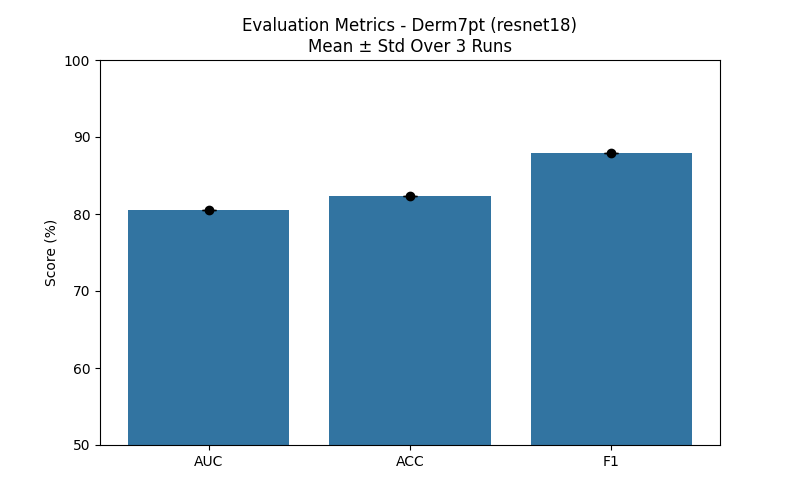 Evaluation Metrics - Derm7pt (resnet18)
Mean ± Std Over 3 Runs
100
90
80
70
60
50
Score (%)
AUC
ACC
F1